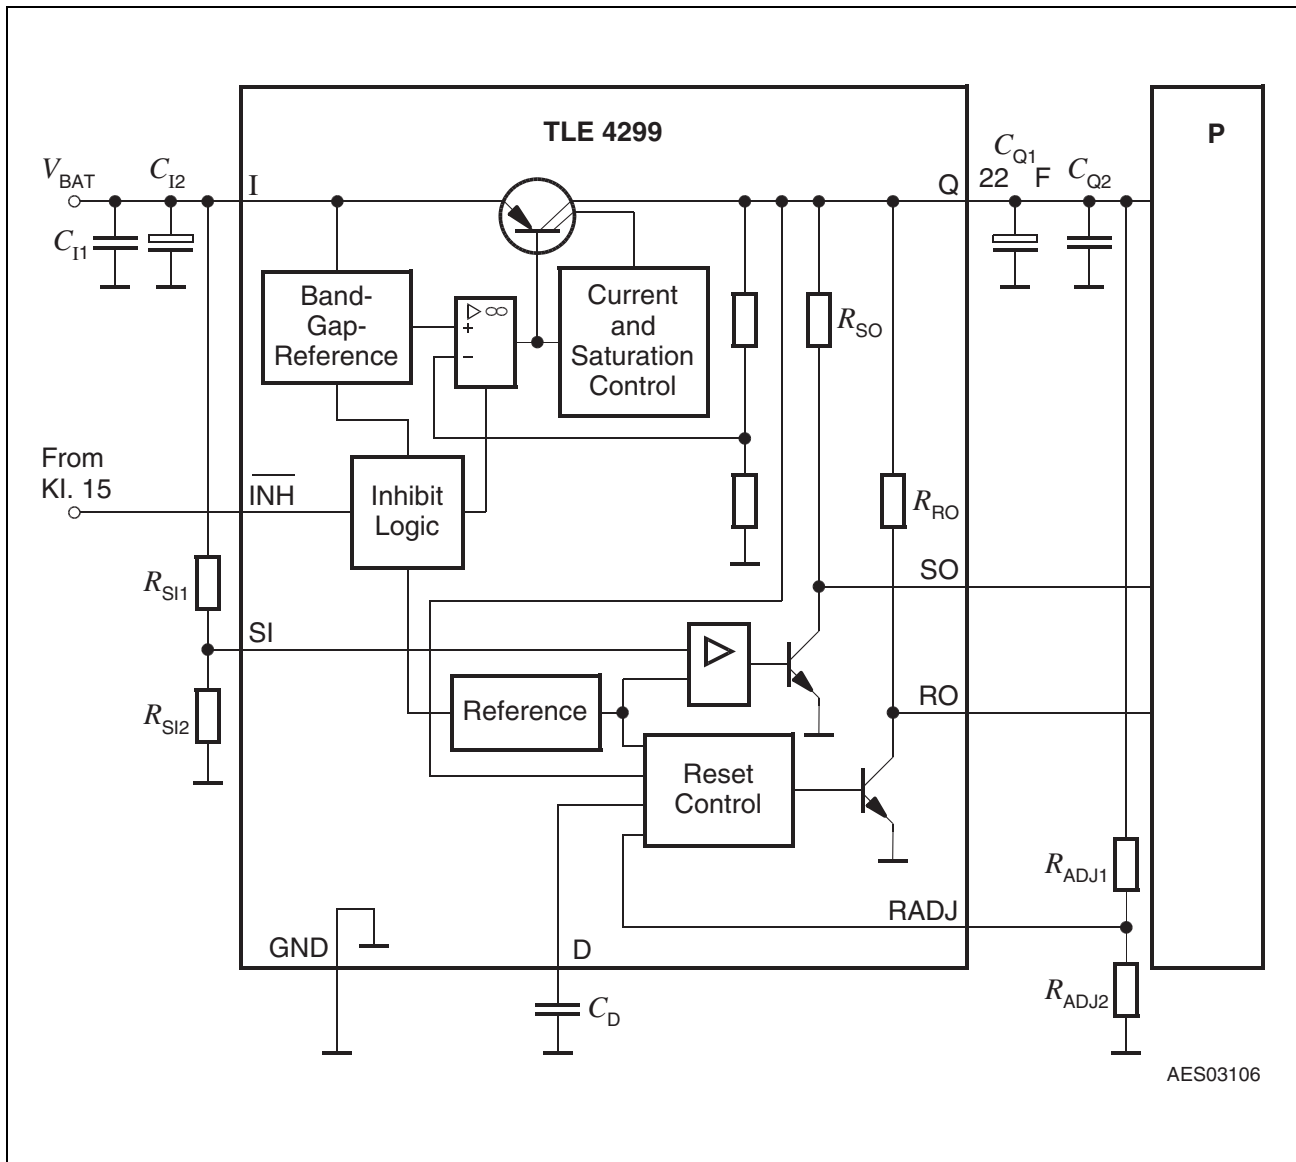 TLE 4299
P
V_BAT
C_I2
I
Q
C_Q1
22 F
C_Q2
C_I1
Band-
Gap-
Reference
▷ ∞
+
−
Current
and
Saturation
Control
R_SO
From
Kl. 15
I̅N̅H̅
Inhibit
Logic
R_RO
R_SI1
SO
SI
▷
R_SI2
Reference
RO
Reset
Control
R_ADJ1
RADJ
GND
D
R_ADJ2
C_D
AES03106